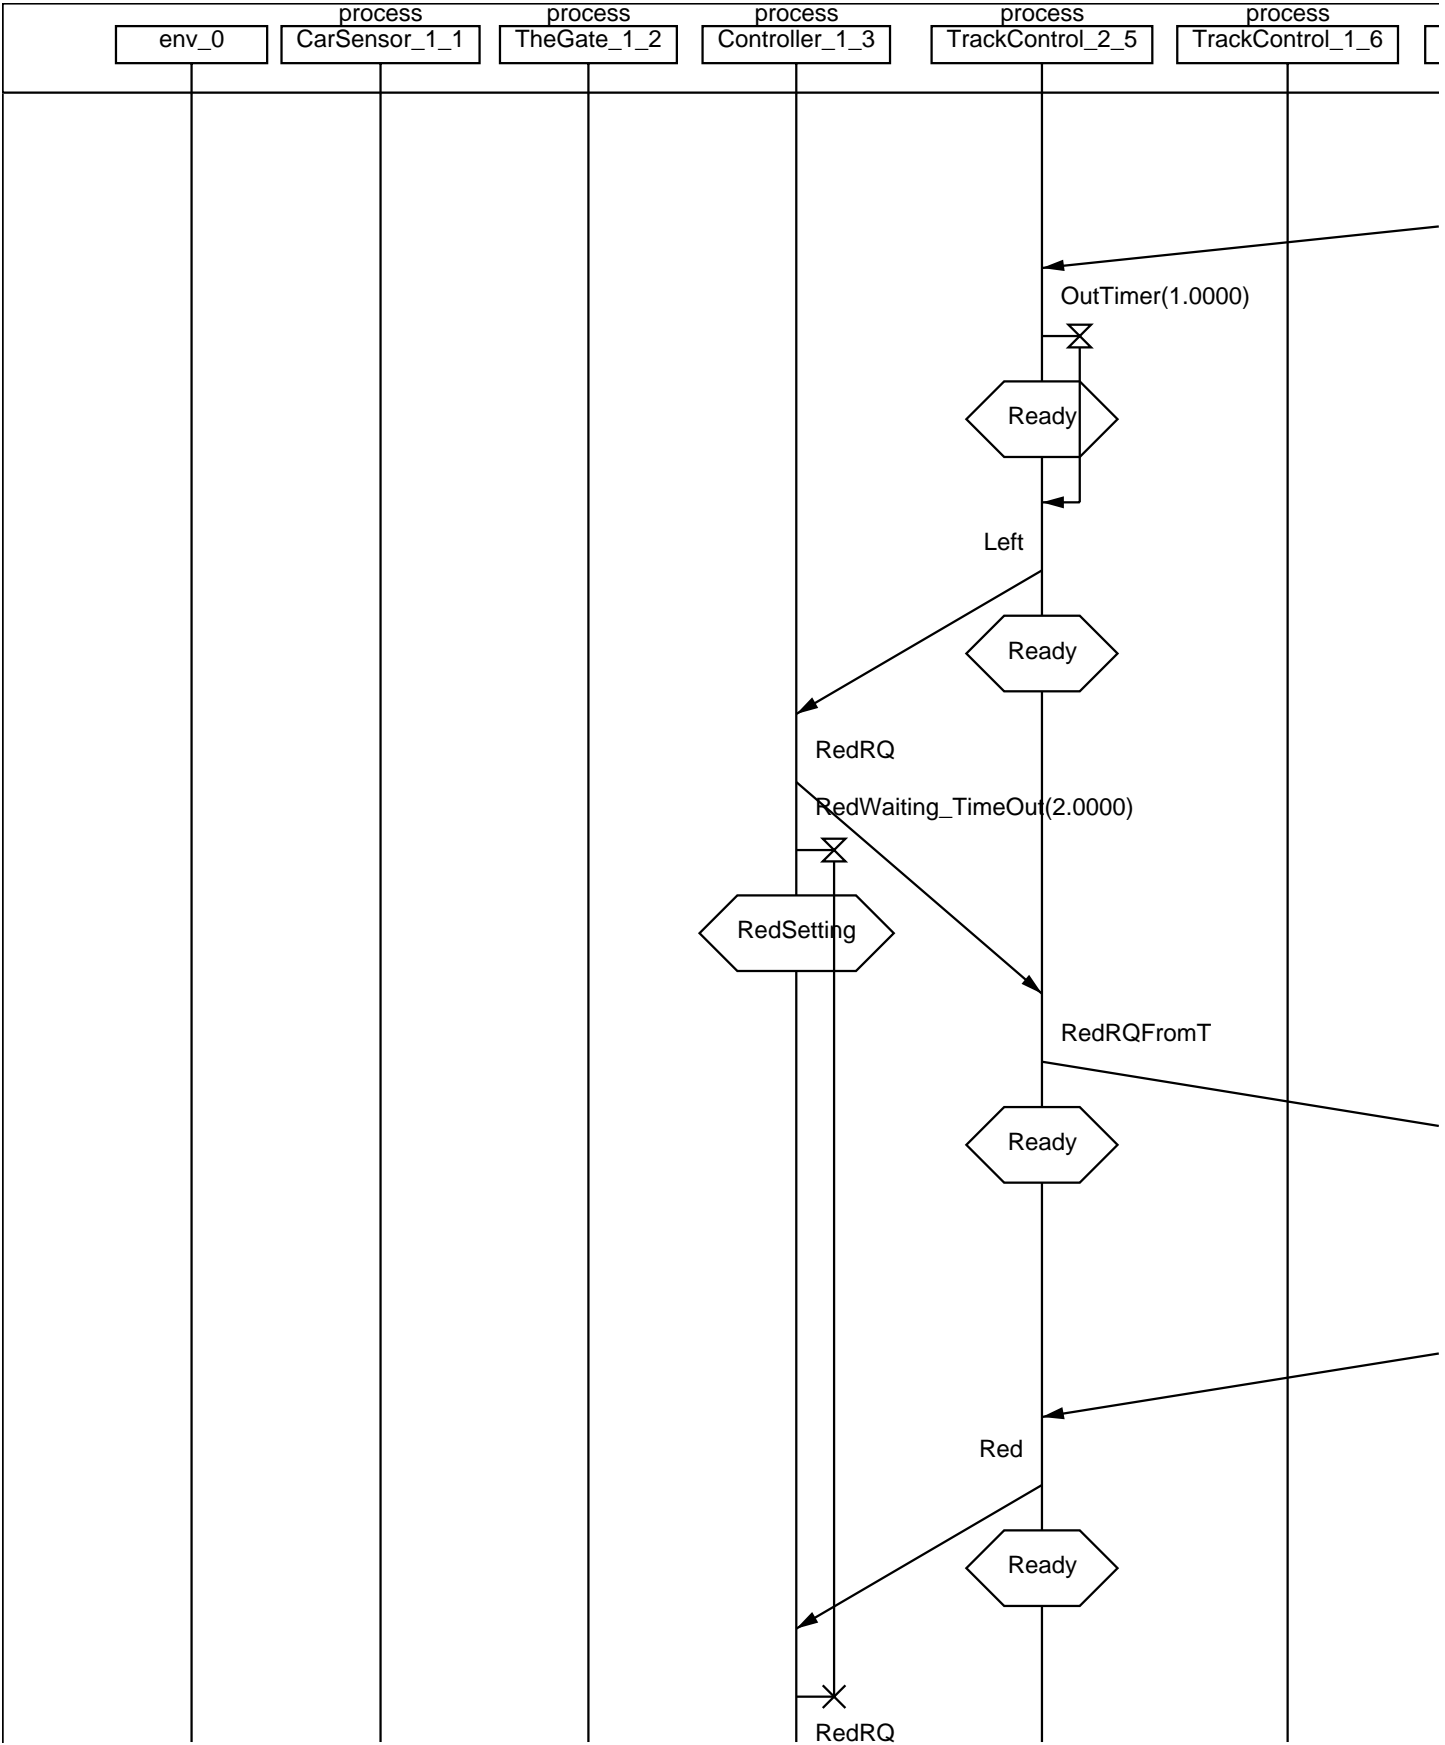 process process process process process
env_0 CarSensor_1_1 TheGate_1_2 Controller_1_3 TrackControl_2_5 TrackControl_1_6
OutTimer(1.0000)
Ready
Left
Ready
RedRQ
RedWaiting_TimeOut(2.0000)
RedSetting
RedRQFromT
Ready
Red
Ready
RedRQ